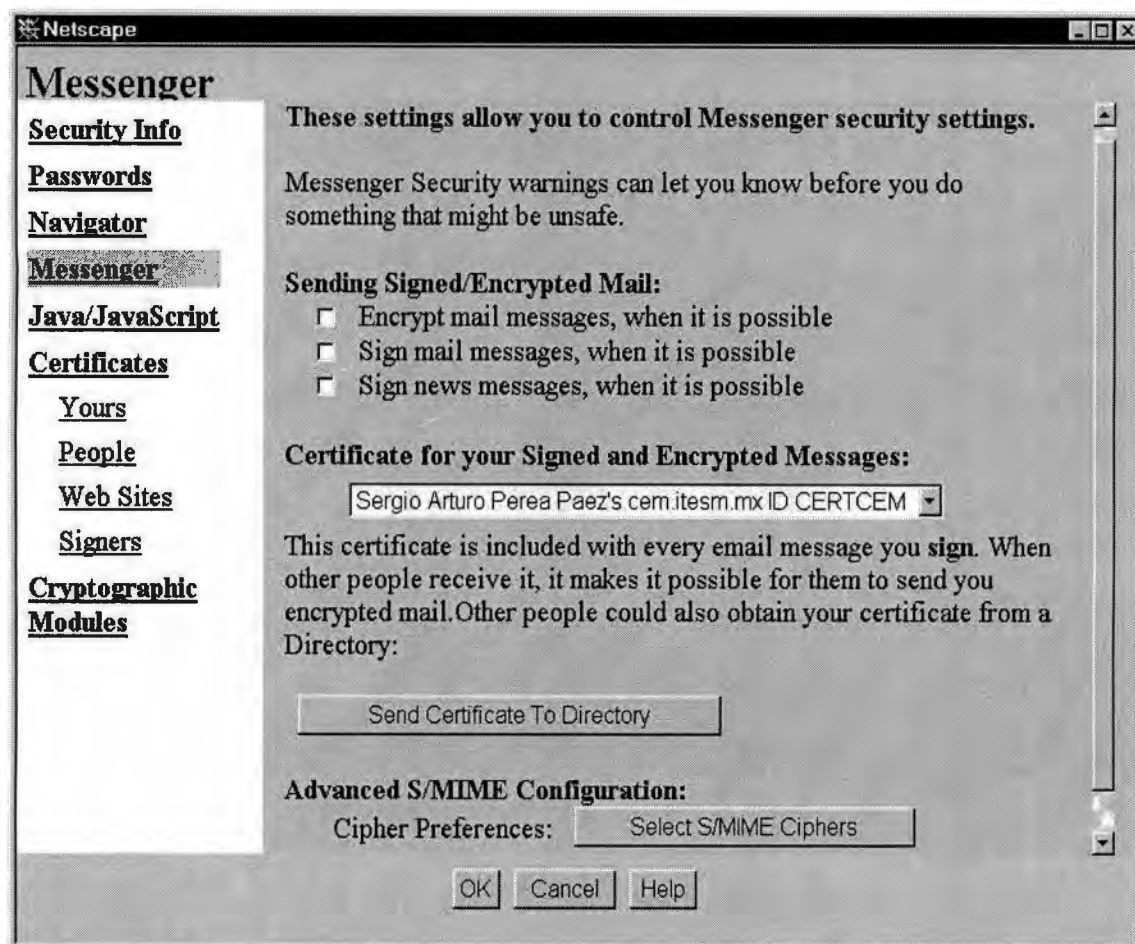 Netscape
Messenger
Security Info
Passwords
Navigator
Messenger
Java/JavaScript
Certificates
Yours
People
Web Sites
Signers
Cryptographic
Modules
These settings allow you to control Messenger security settings.
Messenger Security warnings can let you know before you do
something that might be unsafe.
Sending Signed/Encrypted Mail:
Encrypt mail messages, when it is possible
Sign mail messages, when it is possible
Sign news messages, when it is possible
Certificate for your Signed and Encrypted Messages:
Sergio Arturo Perea Paez's cem.itesm.mx ID CERTCEM
This certificate is included with every email message you sign. When
other people receive it, it makes it possible for them to send you
encrypted mail.Other people could also obtain your certificate from a
Directory:
Send Certificate To Directory
Advanced S/MIME Configuration:
Cipher Preferences: Select S/MIME Ciphers
OK Cancel Help